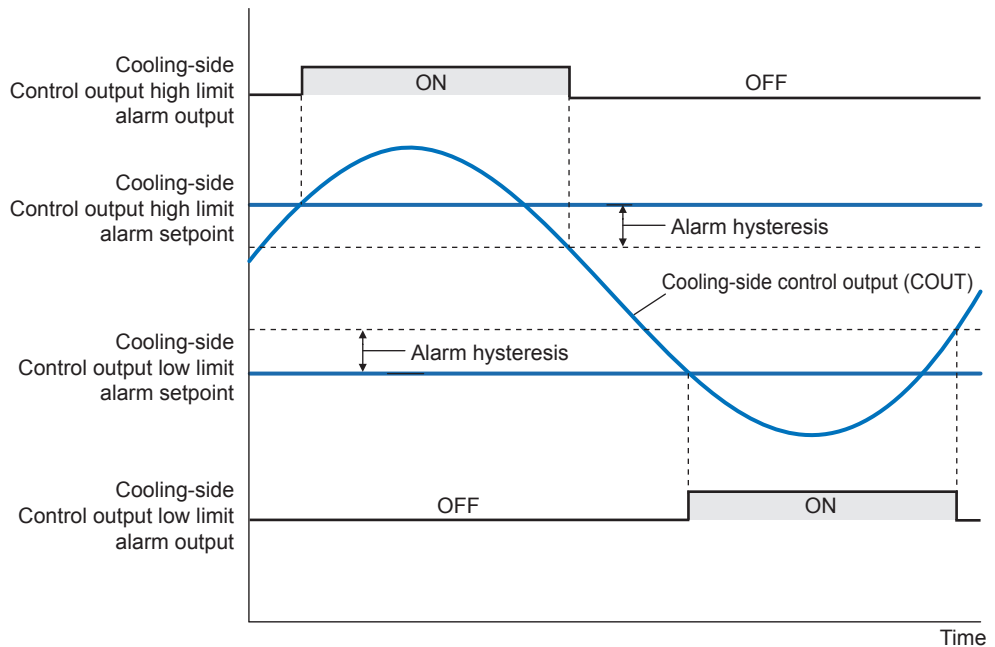 Cooling-side
Control output high limit
alarm output
ON
OFF
Cooling-side
Control output high limit
alarm setpoint
Alarm hysteresis
Cooling-side control output (COUT)
Cooling-side
Control output low limit
alarm setpoint
Alarm hysteresis
Cooling-side
Control output low limit
alarm output
OFF
ON
Time